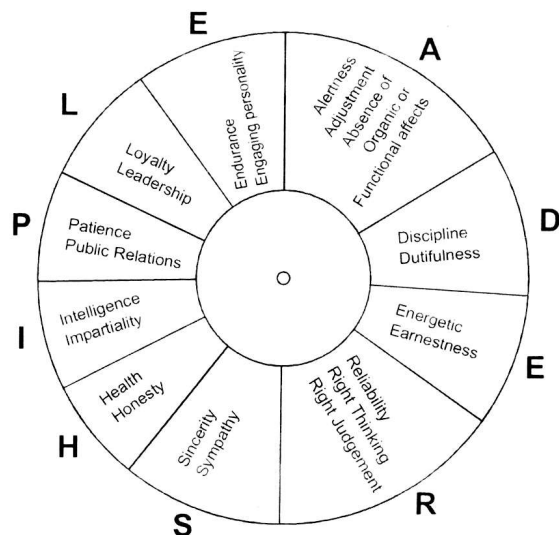 L
Loyalty
Leadership
E
Endurance
Engaging personality
A
Alertness
Adjustment
Absence of
Organic or
Functional affects
D
Discipline
Dutifulness
E
Energetic
Earnestness
R
Reliability
Right Thinking
Right Judgement
S
Sincerity
Sympathy
H
Health
Honesty
I
Intelligence
Impartiality
P
Patience
Public Relations